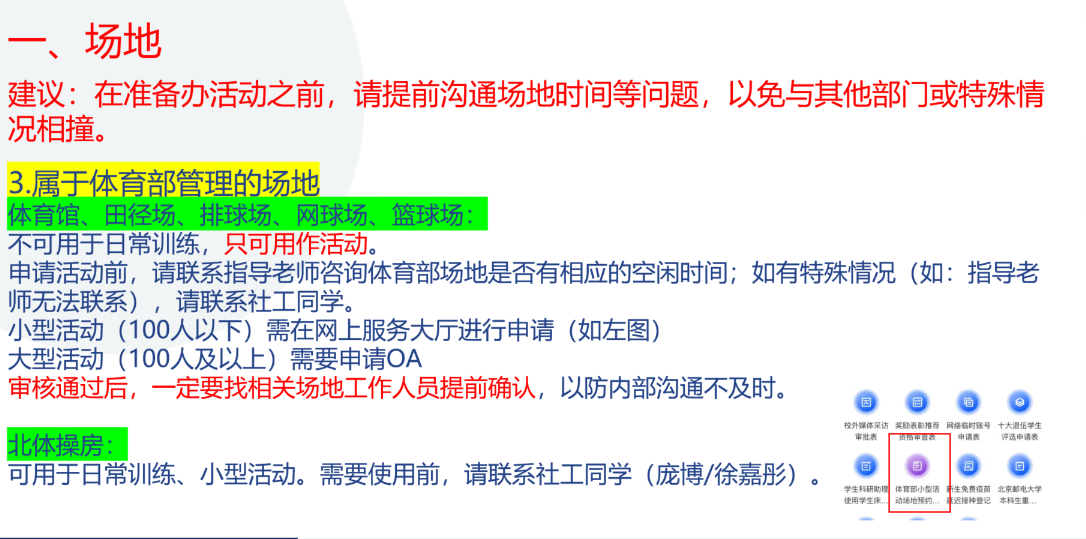 一、场地
建议：在准备办活动之前，请提前沟通场地时间等问题，以免与其他部门或特殊情
况相撞。
3.属于体育部管理的场地
体育馆、田径场、排球场、网球场、篮球场：
不可用于日常训练，只可用作活动。
申请活动前，请联系指导老师咨询体育部场地是否有相应的空闲时间；如有特殊情况（如：指导老
师无法联系），请联系社工同学。
小型活动（100人以下）需在网上服务大厅进行申请（如左图）
大型活动（100人及以上）需要申请OA
审核通过后，一定要找相关场地工作人员提前确认，以防内部沟通不及时。
北体操房：
可用于日常训练、小型活动。需要使用前，请联系社工同学（庞博/徐嘉彤）。
校外媒体采访 奖励表彰推荐 网络临时账号 十大退伍学生
审批表 资格审查表 申请表 评选申请表
学生科研助理 体育部小型活 新生免费疫苗 北京邮电大学
使用学生床... 动场地预约... 延迟接种登记 本科生重...